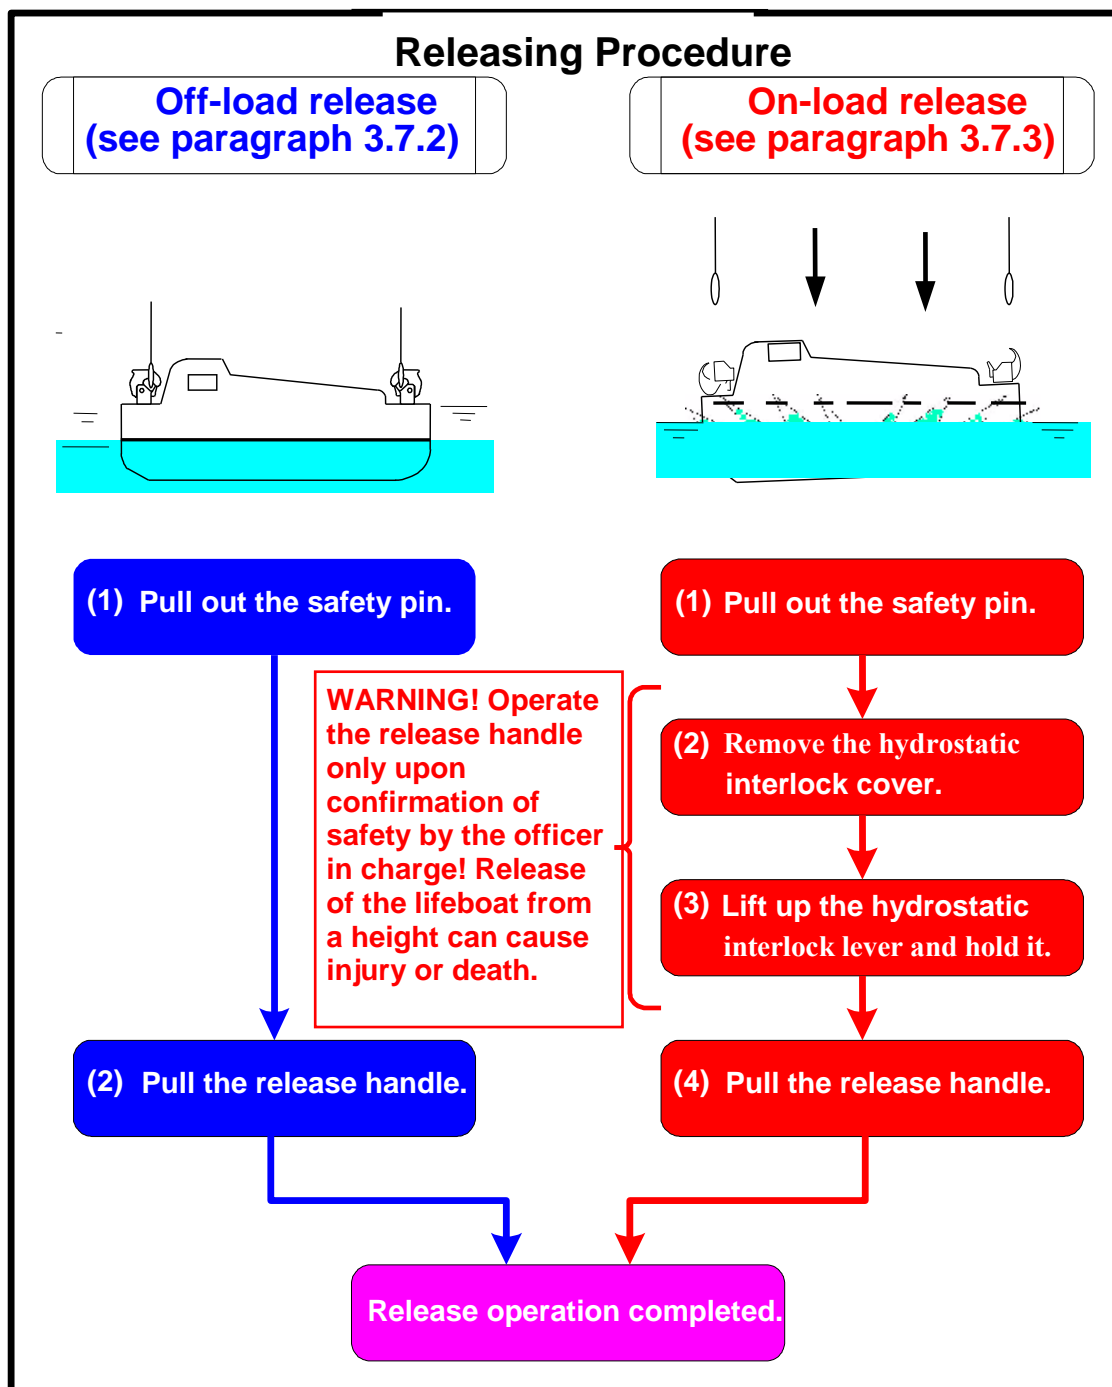 Releasing Procedure
Off-load release
(see paragraph 3.7.2)
On-load release
(see paragraph 3.7.3)
(1) Pull out the safety pin.
(1) Pull out the safety pin.
WARNING! Operate
the release handle
only upon
confirmation of
safety by the officer
in charge! Release
of the lifeboat from
a height can cause
injury or death.
(2) Remove the hydrostatic
interlock cover.
(3) Lift up the hydrostatic
interlock lever and hold it.
(2) Pull the release handle.
(4) Pull the release handle.
Release operation completed.